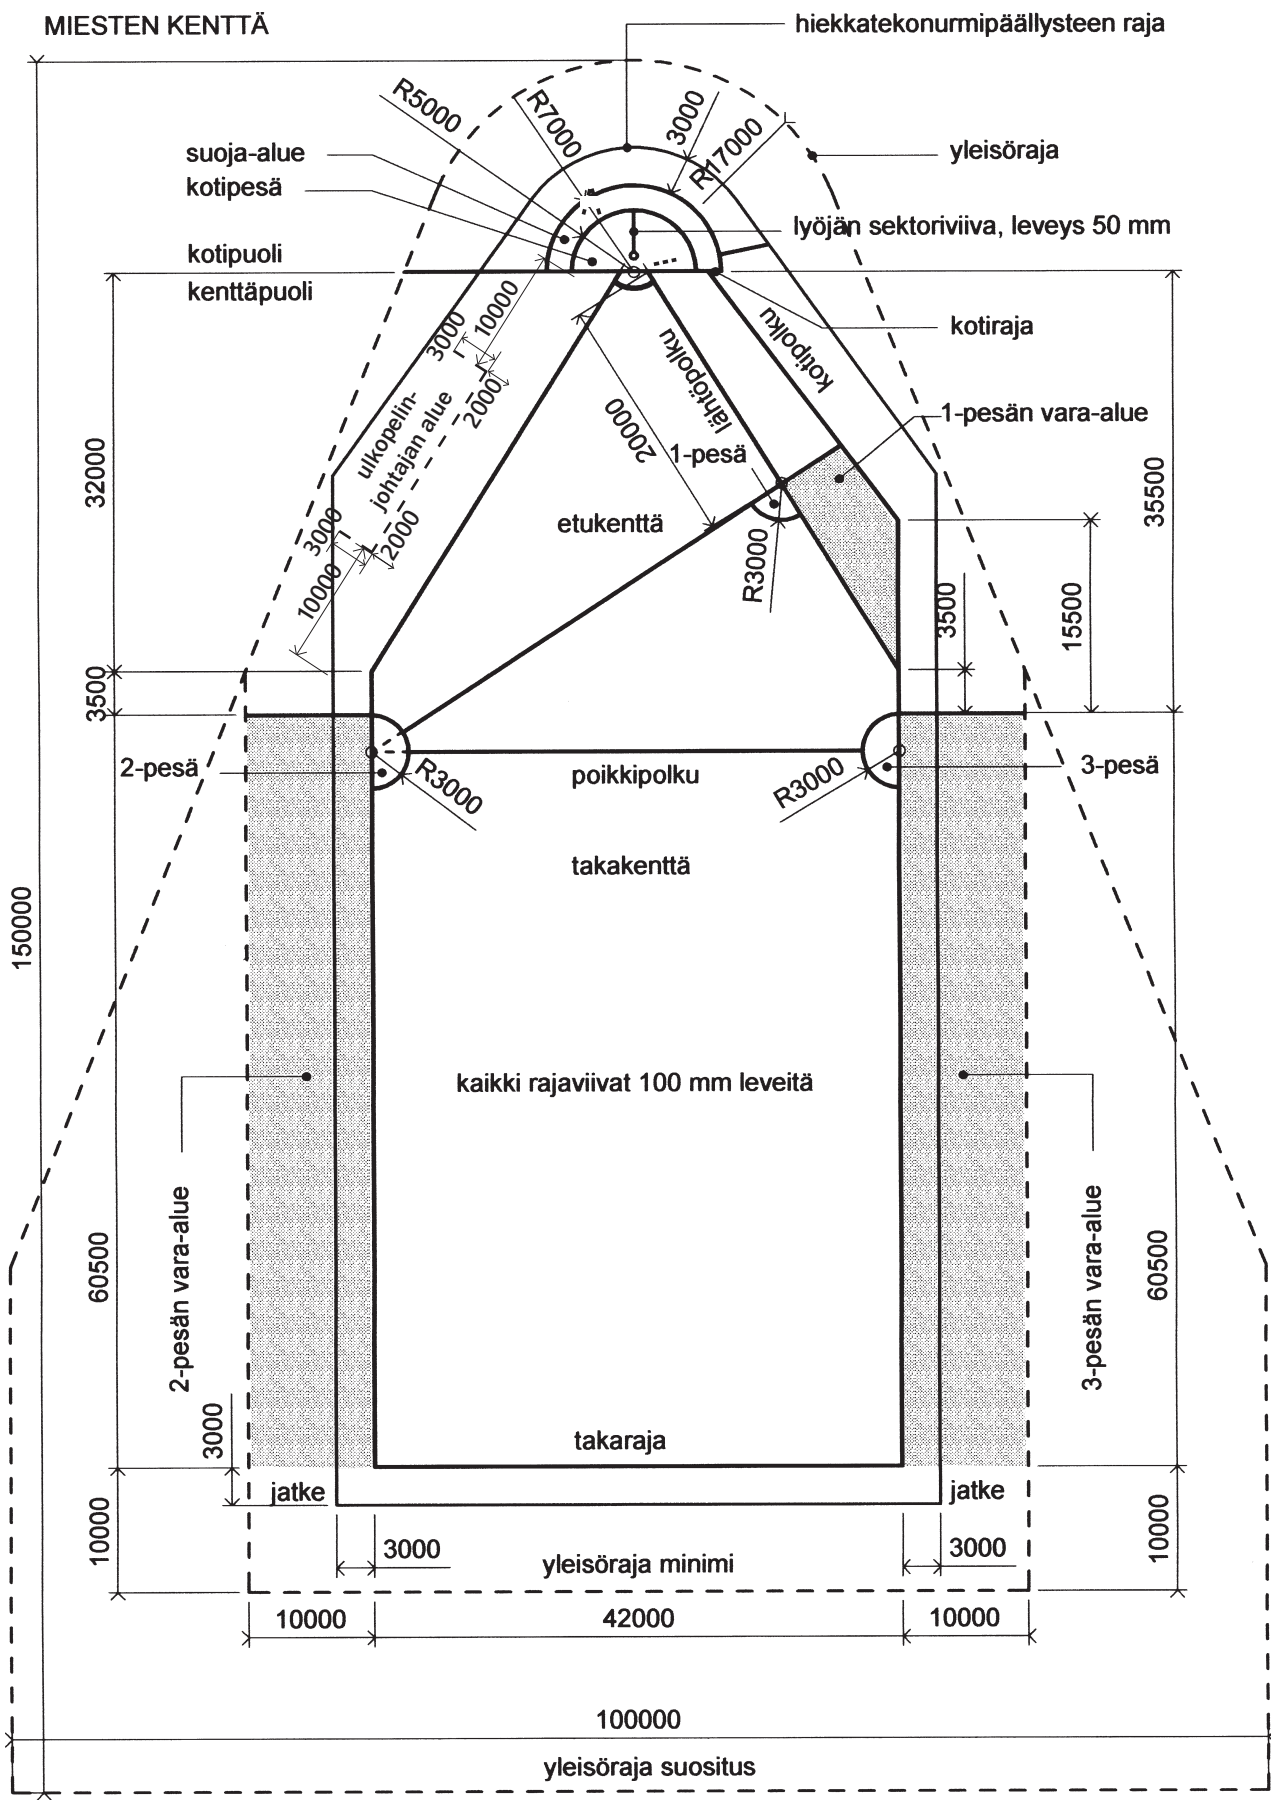 MIESTEN KENTTÄ
hiekkatekonurmipäällysteen raja
R5000
R7000
3000
R17000
suoja-alue
kotipesä
yleisöraja
lyöjän sektoriviiva, leveys 50 mm
kotipuoli
kenttäpuoli
kotiraja
10000
3000
2000
ulkopelin-
johtajan alue
3000
2000
10000
20000
lähtöpolku
kotipolku
1-pesän vara-alue
1-pesä
etukenttä
R3000
32000
3500
35500
15500
3500
2-pesä
R3000
poikkipolku
R3000
3-pesä
takakenttä
150000
kaikki rajaviivat 100 mm leveitä
2-pesän vara-alue
3-pesän vara-alue
60500
60500
takaraja
3000
jatke
jatke
10000
10000
3000
yleisöraja minimi
3000
10000
42000
10000
100000
yleisöraja suositus